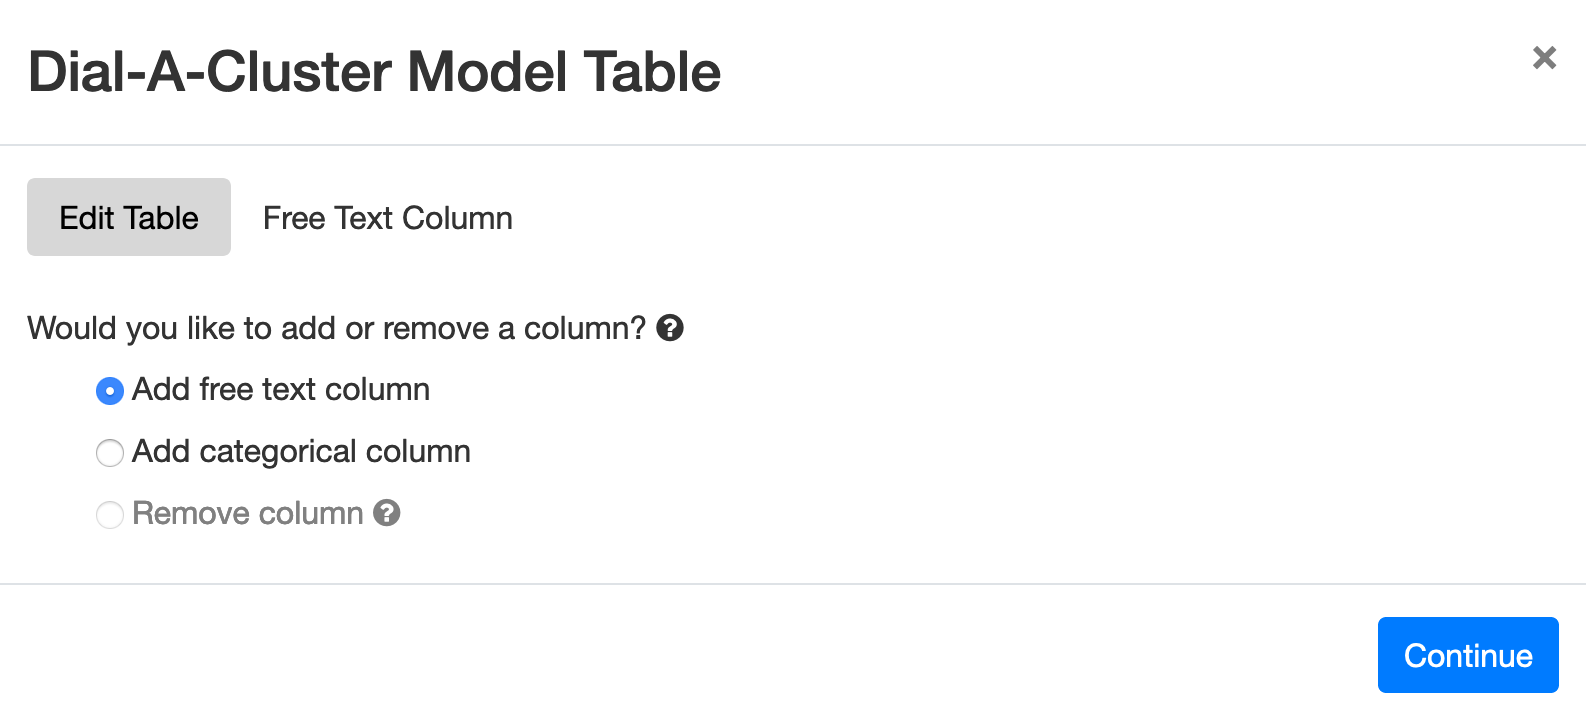 Dial-A-Cluster Model Table
×
Edit Table Free Text Column
Would you like to add or remove a column? ?
Add free text column
Add categorical column
Remove column ?
Continue